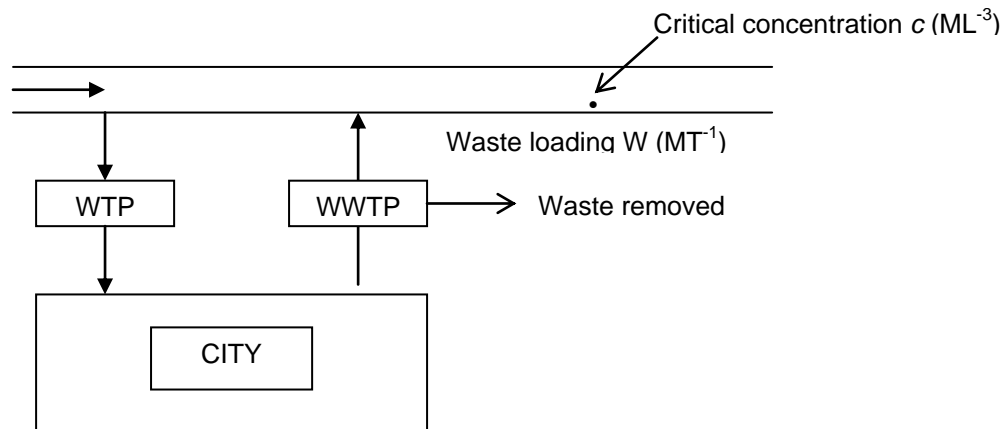 Critical concentration c (ML⁻³)
Waste loading W (MT⁻¹)
WTP
WWTP
Waste removed
CITY